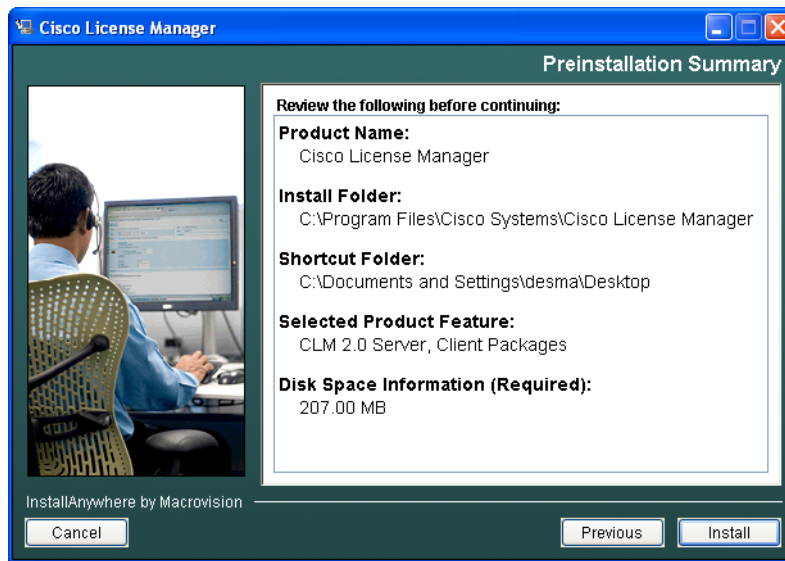 Cisco License Manager
Preinstallation Summary
Review the following before continuing:
Product Name:
Cisco License Manager
Install Folder:
C:\Program Files\Cisco Systems\Cisco License Manager
Shortcut Folder:
C:\Documents and Settings\desma\Desktop
Selected Product Feature:
CLM 2.0 Server, Client Packages
Disk Space Information (Required):
207.00 MB
InstallAnywhere by Macrovision
Cancel
Previous
Install